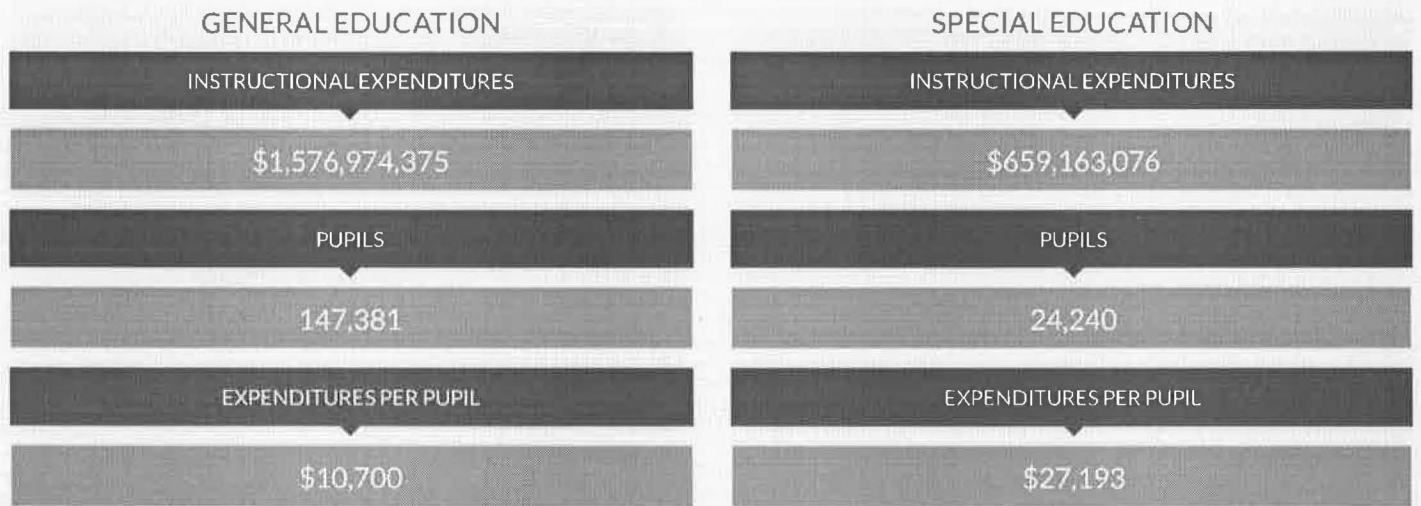 GENERAL EDUCATION
INSTRUCTIONAL EXPENDITURES
$1,576,974,375
PUPILS
147,381
EXPENDITURES PER PUPIL
$10,700
SPECIAL EDUCATION
INSTRUCTIONAL EXPENDITURES
$659,163,076
PUPILS
24,240
EXPENDITURES PER PUPIL
$27,193